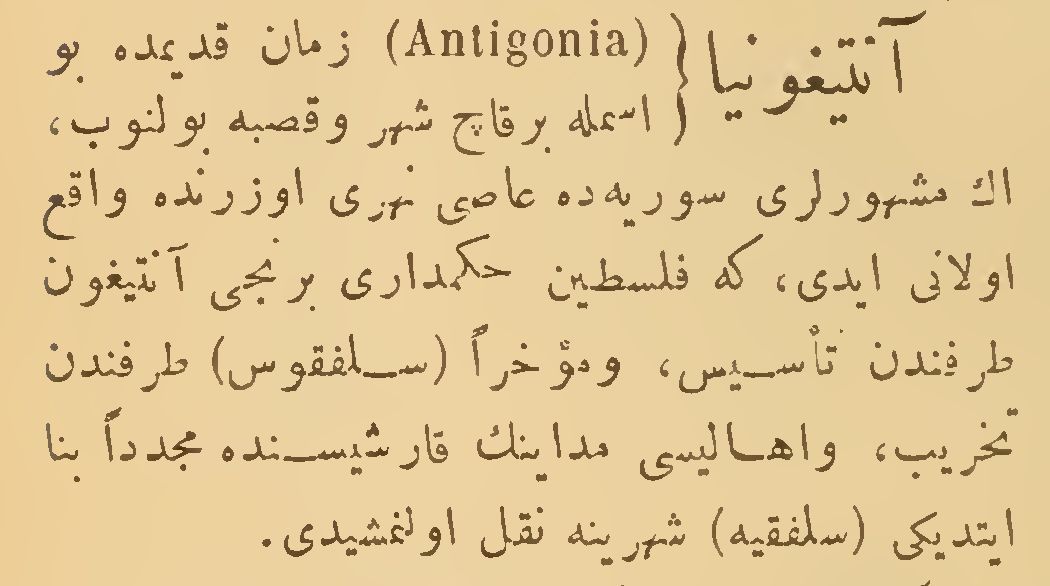 آنتیغونیا { (Antigonia) زمان قدیمده بو
اسمله برقاچ شهر وقصبه بولنوب،
اك مشهورلری سوریه‌ده عاصی نهری اوزرنده واقع
اولانی ایدی، که فلسطین حکمداری برنجی آنتیغون
طرفندن تأسیس، ومؤخراً (سلفقوس) طرفندن
تخریب، واهالیسی مداینك قارشیسنده مجدداً بنا
ایتدیکی (سلفقیه) شهرینه نقل اولنمشیدی.